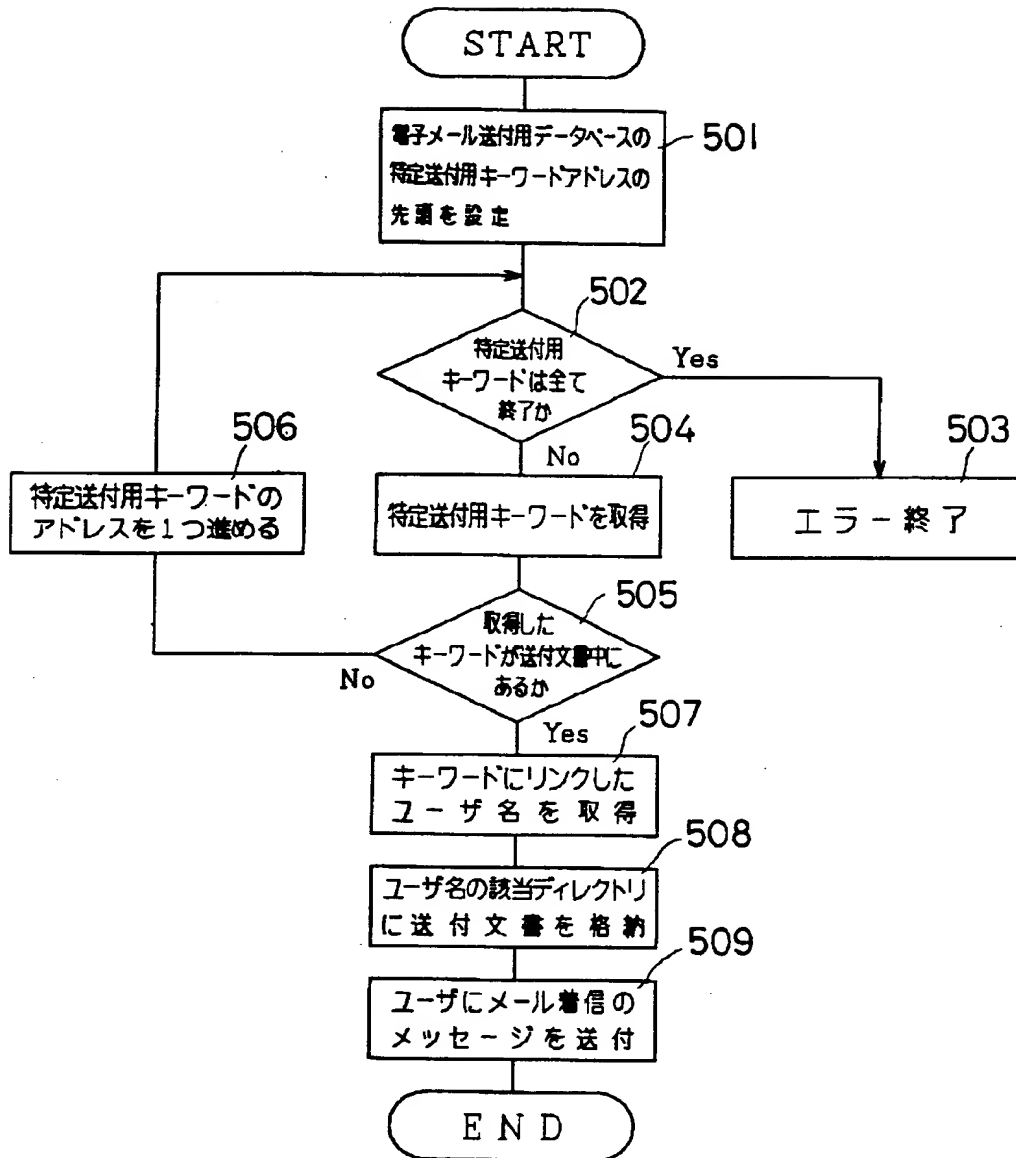 START
電子メール送付用データベースの
特定送付用キーワードアドレスの
先頭を設定
501
502
特定送付用
キーワードは全て
終了か
Yes
No
503
エラー終了
504
特定送付用キーワードを取得
506
特定送付用キーワードの
アドレスを1つ進める
505
取得した
キーワードが送付文書中に
あるか
No
Yes
507
キーワードにリンクした
ユーザ名を取得
508
ユーザ名の該当ディレクトリ
に送付文書を格納
509
ユーザにメール着信の
メッセージを送付
END